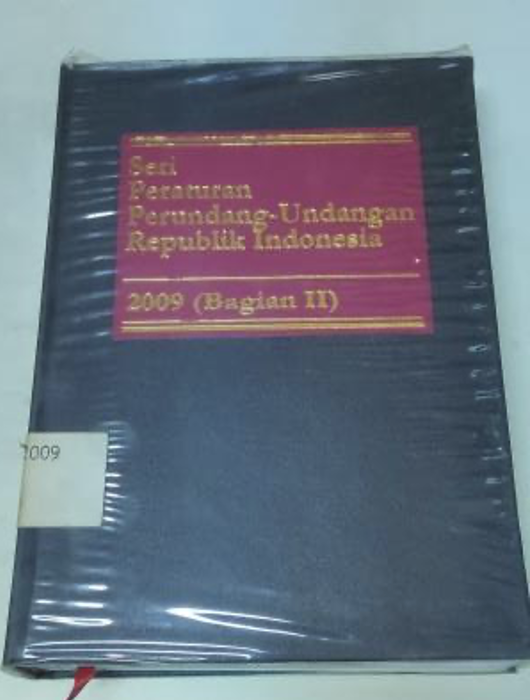 Seri
Peraturan
Perundang-Undangan
Republik Indonesia
2009 (Bagian II)
2009